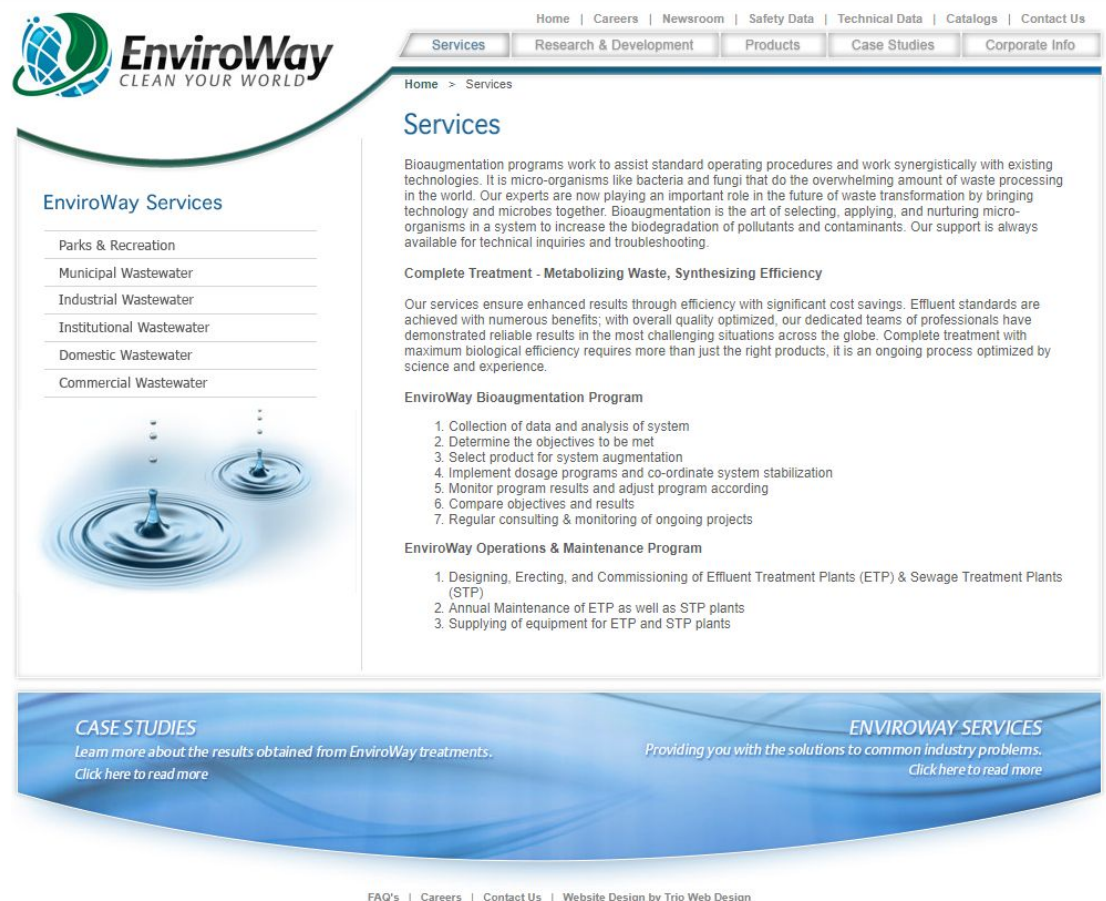 EnviroWay
CLEAN YOUR WORLD
Home | Careers | Newsroom | Safety Data | Technical Data | Catalogs | Contact Us
Services Research & Development Products Case Studies Corporate Info
Home > Services
Services
Bioaugmentation programs work to assist standard operating procedures and work synergistically with existing
technologies. It is micro-organisms like bacteria and fungi that do the overwhelming amount of waste processing
in the world. Our experts are now playing an important role in the future of waste transformation by bringing
technology and microbes together. Bioaugmentation is the art of selecting, applying, and nurturing micro-
organisms in a system to increase the biodegradation of pollutants and contaminants. Our support is always
available for technical inquiries and troubleshooting.
Complete Treatment - Metabolizing Waste, Synthesizing Efficiency
Our services ensure enhanced results through efficiency with significant cost savings. Effluent standards are
achieved with numerous benefits; with overall quality optimized, our dedicated teams of professionals have
demonstrated reliable results in the most challenging situations across the globe. Complete treatment with
maximum biological efficiency requires more than just the right products, it is an ongoing process optimized by
science and experience.
EnviroWay Bioaugmentation Program
1. Collection of data and analysis of system
2. Determine the objectives to be met
3. Select product for system augmentation
4. Implement dosage programs and co-ordinate system stabilization
5. Monitor program results and adjust program according
6. Compare objectives and results
7. Regular consulting & monitoring of ongoing projects
EnviroWay Operations & Maintenance Program
1. Designing, Erecting, and Commissioning of Effluent Treatment Plants (ETP) & Sewage Treatment Plants
(STP)
2. Annual Maintenance of ETP as well as STP plants
3. Supplying of equipment for ETP and STP plants
EnviroWay Services
Parks & Recreation
Municipal Wastewater
Industrial Wastewater
Institutional Wastewater
Domestic Wastewater
Commercial Wastewater
CASE STUDIES
Learn more about the results obtained from EnviroWay treatments.
Click here to read more
ENVIROWAY SERVICES
Providing you with the solutions to common industry problems.
Click here to read more
FAQ's | Careers | Contact Us | Website Design by Trio Web Design